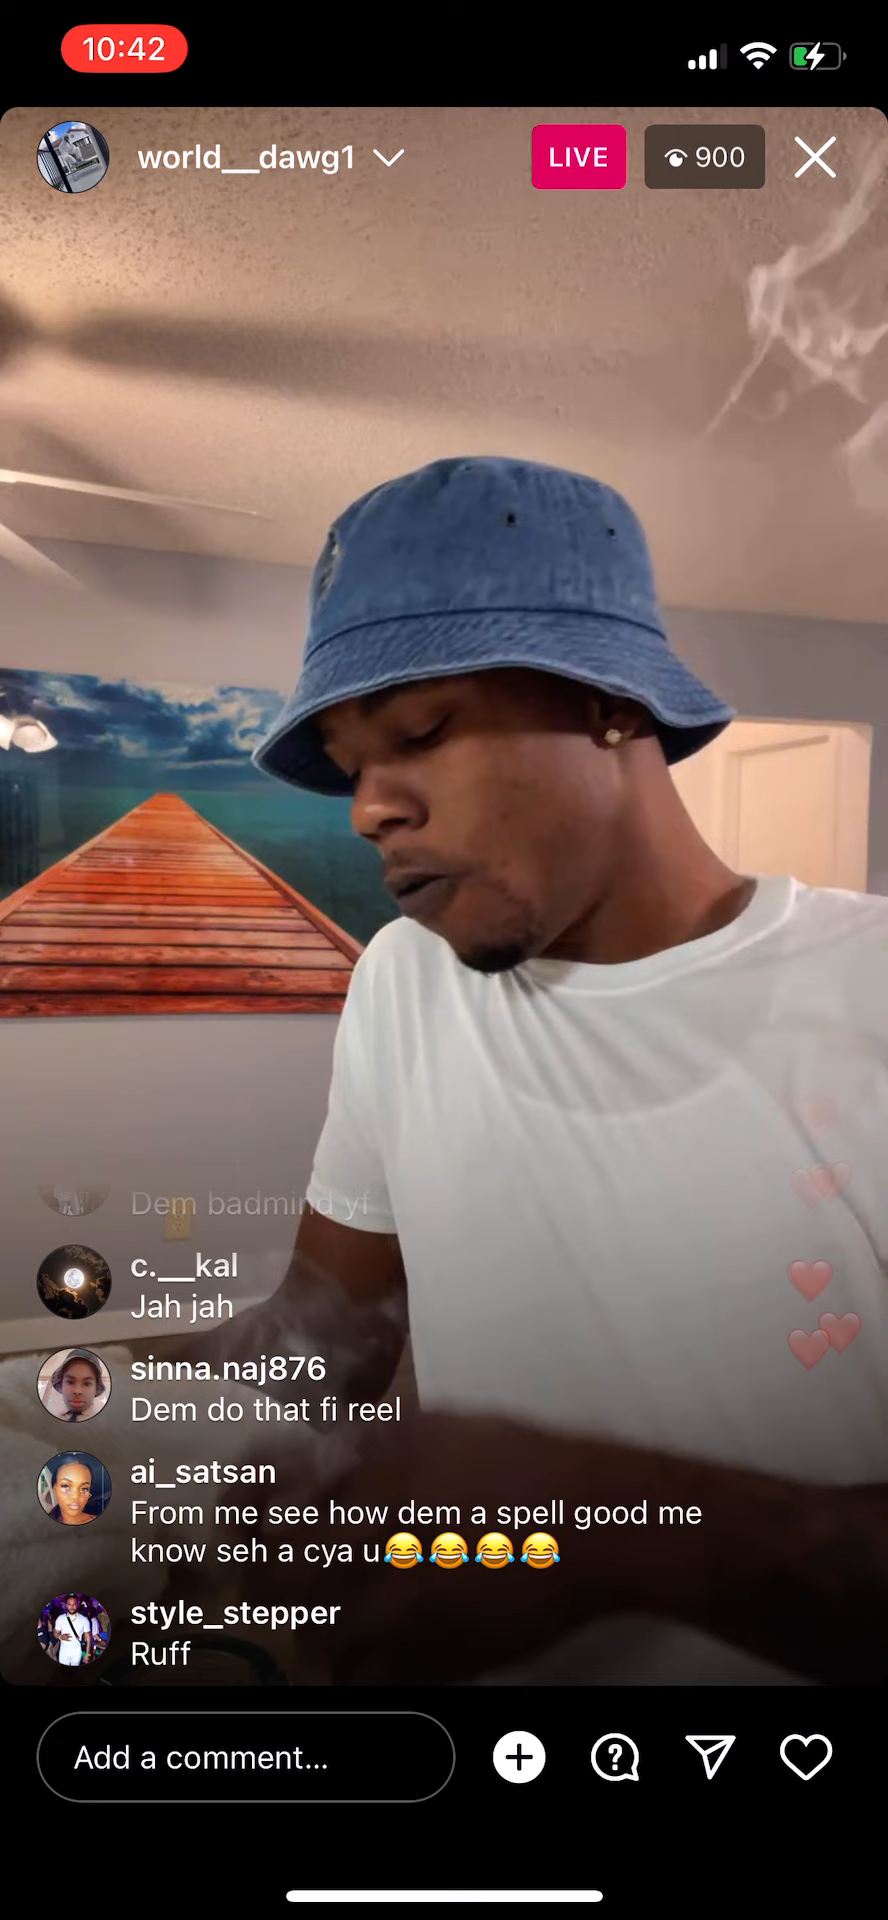 10:42
world__dawg1
LIVE
900
Dem badmind yf
c.__kal
Jah jah
sinna.naj876
Dem do that fi reel
ai_satsan
From me see how dem a spell good me
know seh a cya u😂😂😂😂
style_stepper
Ruff
Add a comment...